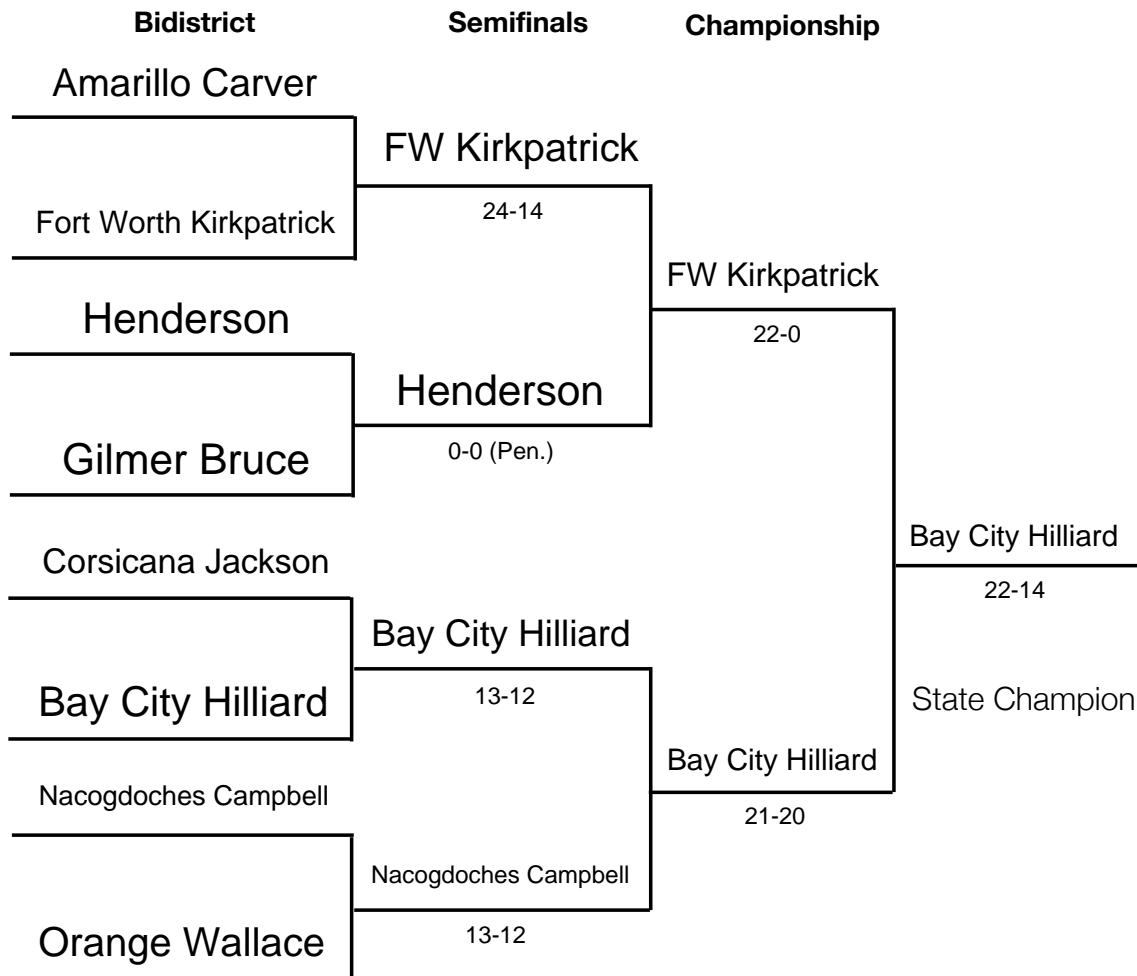 Bidistrict Semifinals Championship
Amarillo Carver
FW Kirkpatrick
24-14
Fort Worth Kirkpatrick
FW Kirkpatrick
22-0
Henderson
Henderson
0-0 (Pen.)
Gilmer Bruce
Bay City Hilliard
22-14
Corsicana Jackson
Bay City Hilliard
13-12
Bay City Hilliard
State Champion
Bay City Hilliard
21-20
Nacogdoches Campbell
Nacogdoches Campbell
13-12
Orange Wallace